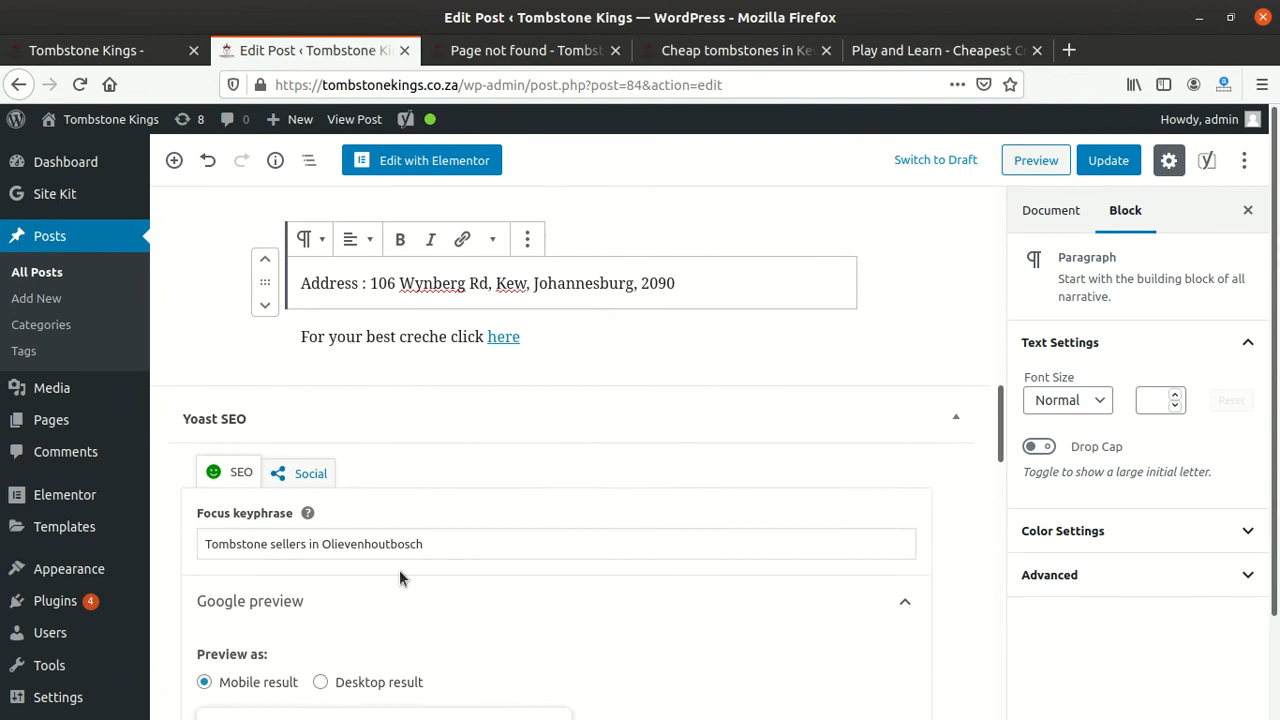 Edit Post ‹ Tombstone Kings — WordPress - Mozilla Firefox
Tombstone Kings -
Edit Post ‹ Tombstone Ki
Page not found - Tombst
Cheap tombstones in Ke
Play and Learn - Cheapest C
https://tombstonekings.co.za/wp-admin/post.php?post=84&action=edit
Tombstone Kings
8
0
New
View Post
Howdy, admin
Dashboard
Site Kit
Posts
All Posts
Add New
Categories
Tags
Media
Pages
Comments
Elementor
Templates
Appearance
Plugins 4
Users
Tools
Settings
Edit with Elementor
Switch to Draft
Preview
Update
B I
Address : 106 Wynberg Rd, Kew, Johannesburg, 2090
For your best creche click here
Yoast SEO
SEO
Social
Focus keyphrase ?
Tombstone sellers in Olievenhoutbosch
Google preview
Preview as:
Mobile result
Desktop result
Document
Block
Paragraph
Start with the building block of all
narrative.
Text Settings
Font Size
Normal
Reset
Drop Cap
Toggle to show a large initial letter.
Color Settings
Advanced